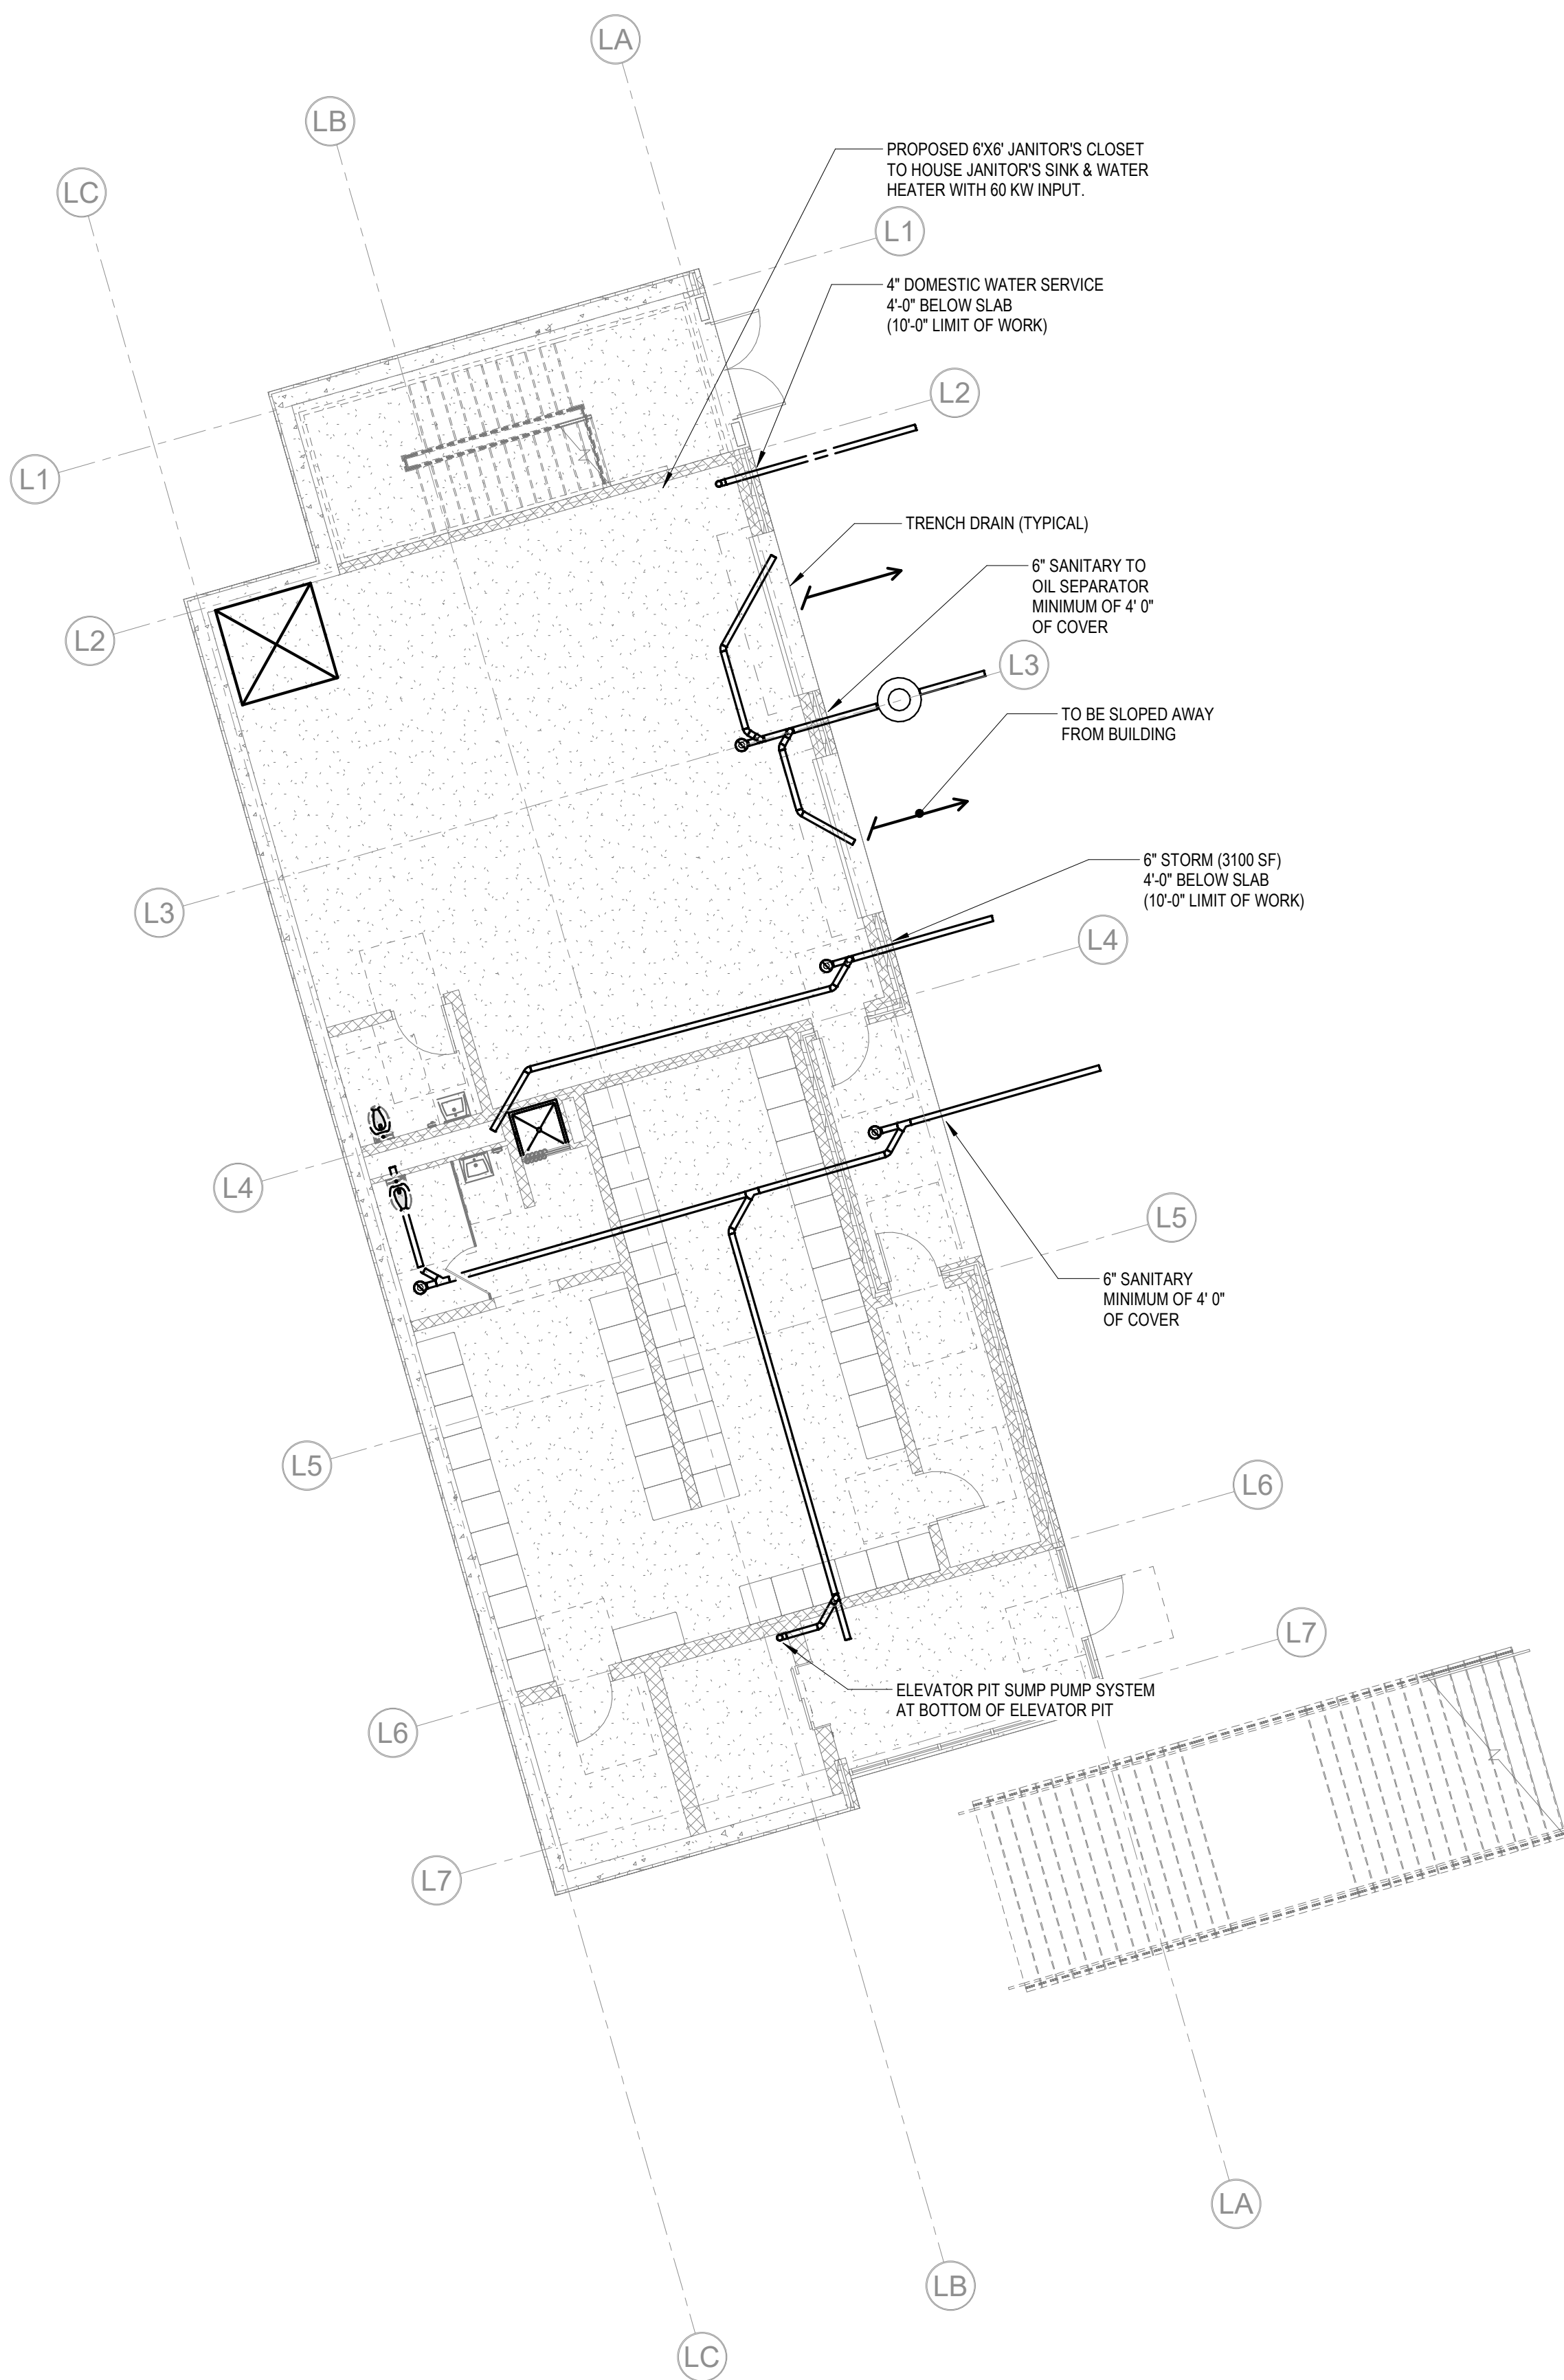 LA
LB
LC
PROPOSED 6'X6' JANITOR'S CLOSET
TO HOUSE JANITOR'S SINK & WATER
HEATER WITH 60 KW INPUT.
L1
4" DOMESTIC WATER SERVICE
4'-0" BELOW SLAB
(10'-0" LIMIT OF WORK)
L2
L1
TRENCH DRAIN (TYPICAL)
6" SANITARY TO
OIL SEPARATOR
MINIMUM OF 4' 0"
OF COVER
L2
L3
TO BE SLOPED AWAY
FROM BUILDING
6" STORM (3100 SF)
4'-0" BELOW SLAB
(10'-0" LIMIT OF WORK)
L3
L4
L4
L5
6" SANITARY
MINIMUM OF 4' 0"
OF COVER
L5
L6
L7
ELEVATOR PIT SUMP PUMP SYSTEM
AT BOTTOM OF ELEVATOR PIT
L6
L7
LA
LB
LC